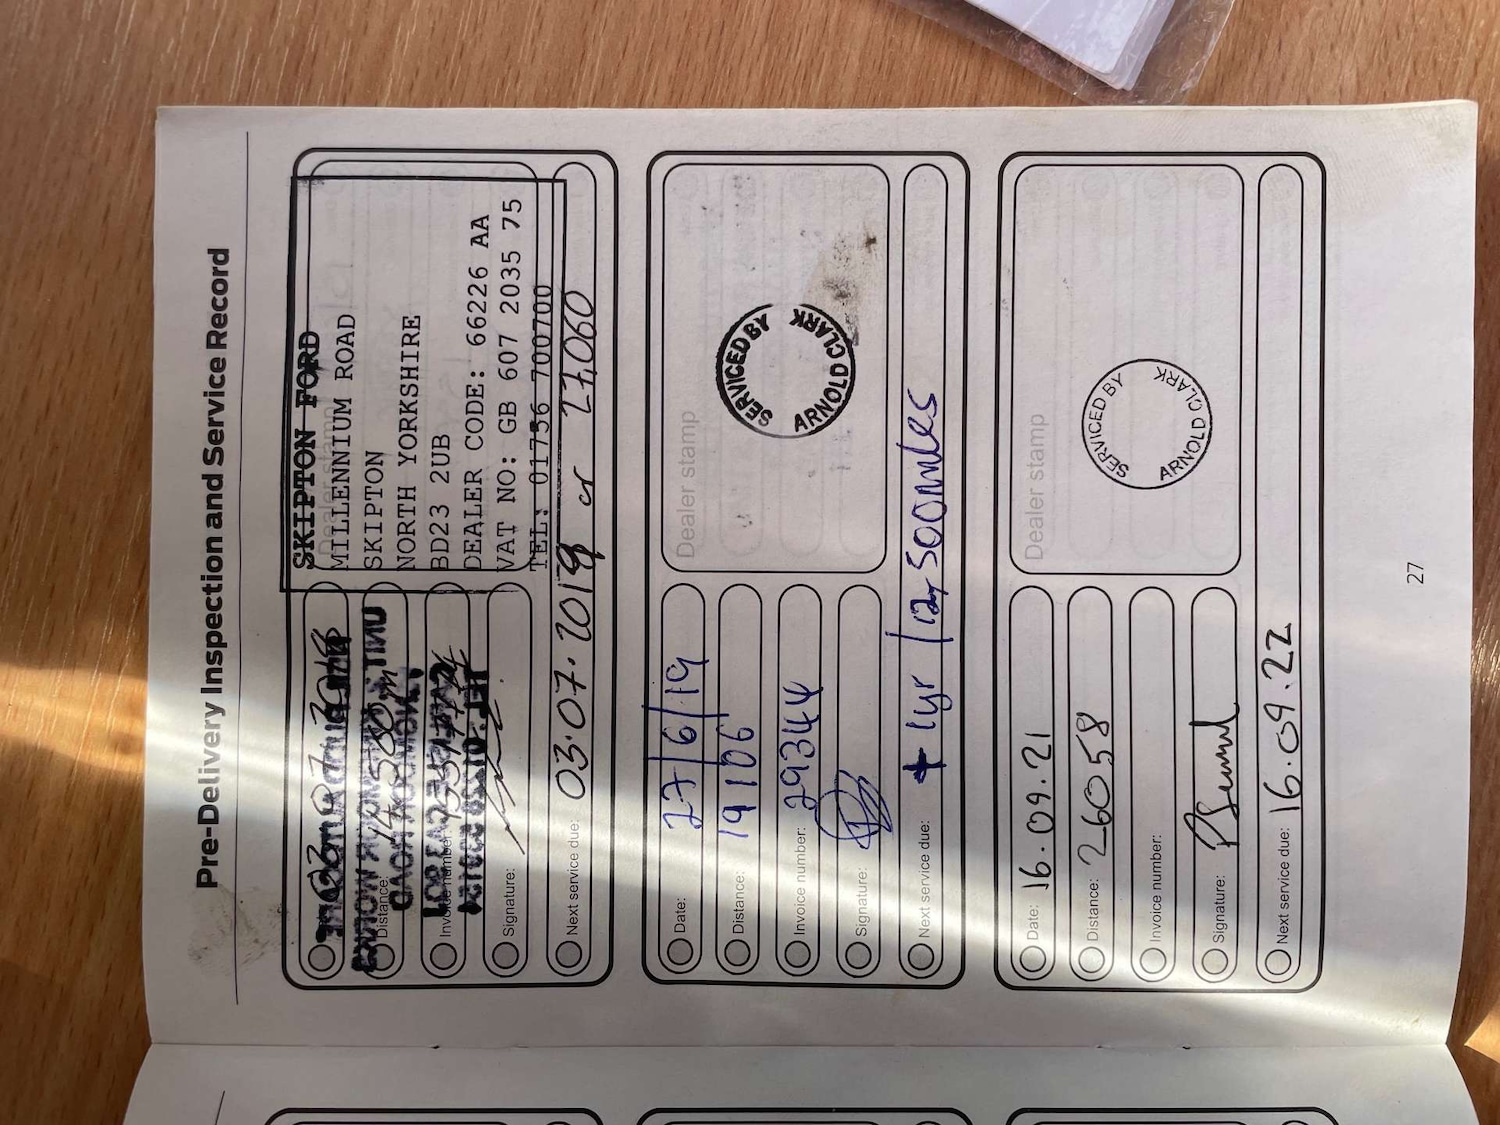 Pre-Delivery Inspection and Service Record
SKIPTON FORD
MILLENNIUM ROAD
SKIPTON
NORTH YORKSHIRE
BD23 2UB
DEALER CODE: 66226 AA
VAT NO: GB 607 2035 75
TEL: 01756 700700
Dealer stamp
Distance:
Invoice number:
Signature:
Next service due: 03.07.2019 or 27,060
Dealer stamp
SERVICED BY
ARNOLD CLARK
Date: 27/6/19
Distance: 19106
Invoice number: 29344
Signature:
Next service due: + 1yr / 12,500miles
Dealer stamp
SERVICED BY
ARNOLD CLARK
Date: 16.09.21
Distance: 26058
Invoice number:
Signature:
Next service due: 16.09.22
27